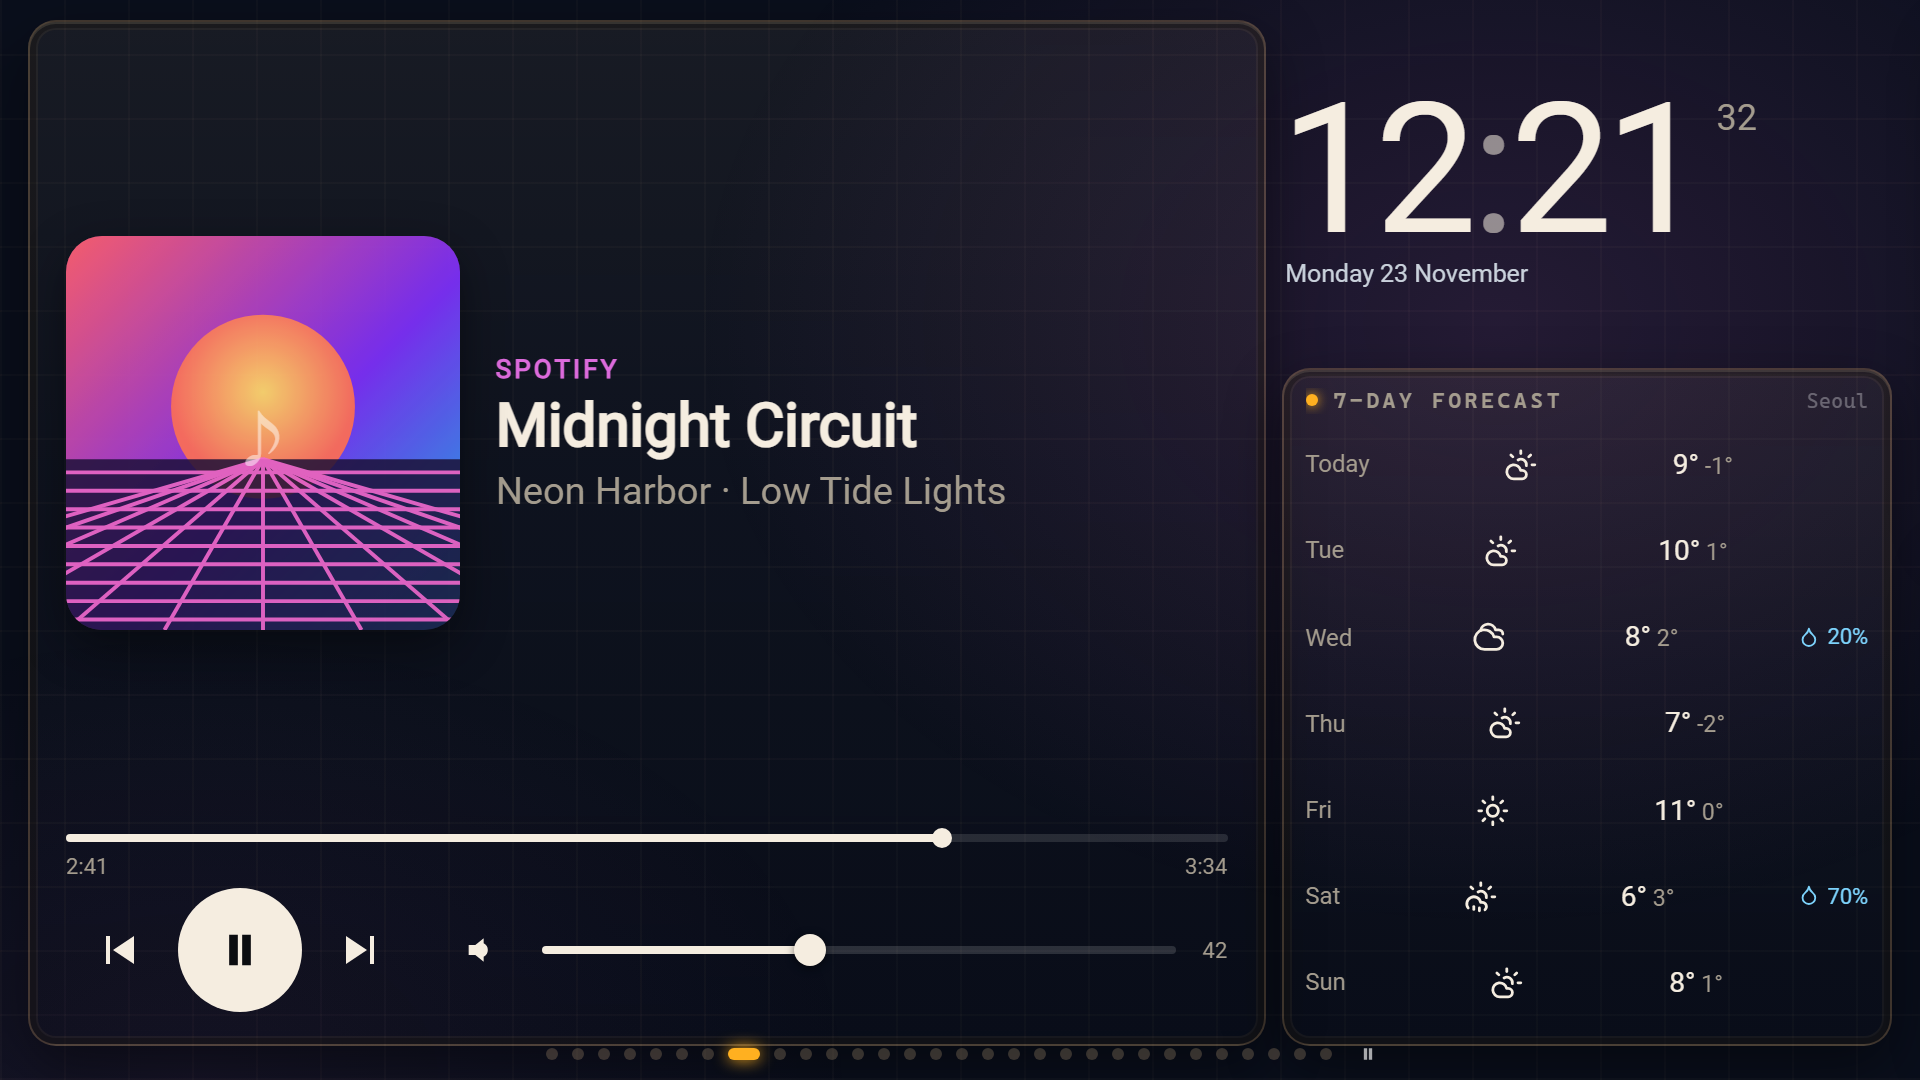 SPOTIFY
Midnight Circuit
Neon Harbor · Low Tide Lights
2:41
3:34
42
12:21
32
Monday 23 November
7-DAY FORECAST
Seoul
Today 9° -1°
Tue 10° 1°
Wed 8° 2° 20%
Thu 7° -2°
Fri 11° 0°
Sat 6° 3° 70%
Sun 8° 1°